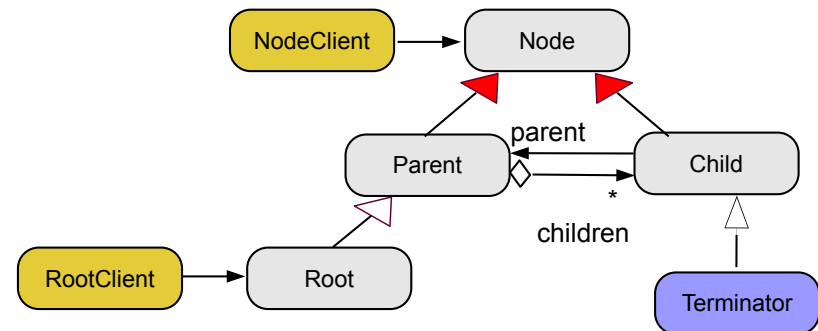 NodeClient
Node
parent
Parent
Child
*
children
RootClient
Root
Terminator